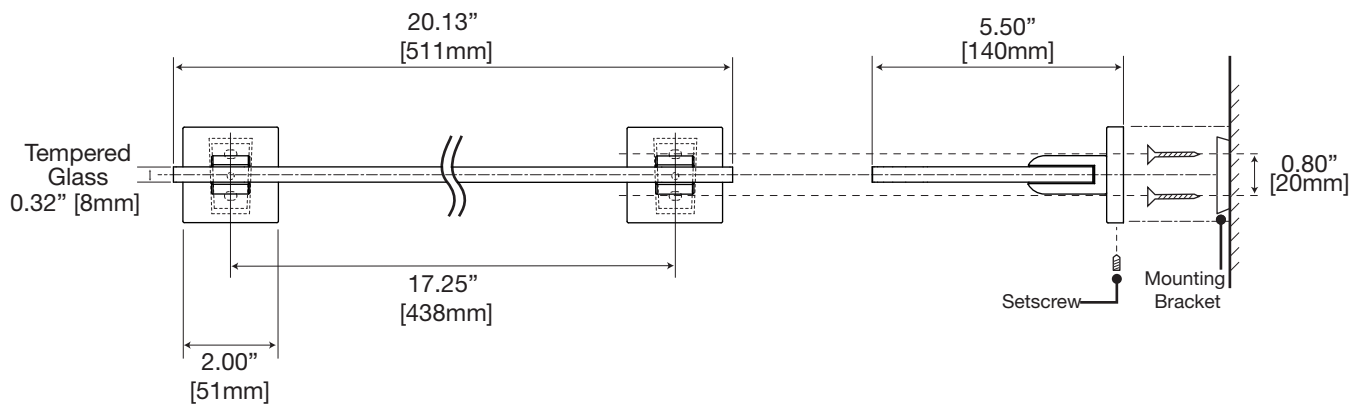 20.13”
[511mm]
5.50”
[140mm]
Tempered
Glass
0.32” [8mm]
0.80”
[20mm]
17.25”
[438mm]
Setscrew
Mounting
Bracket
2.00”
[51mm]